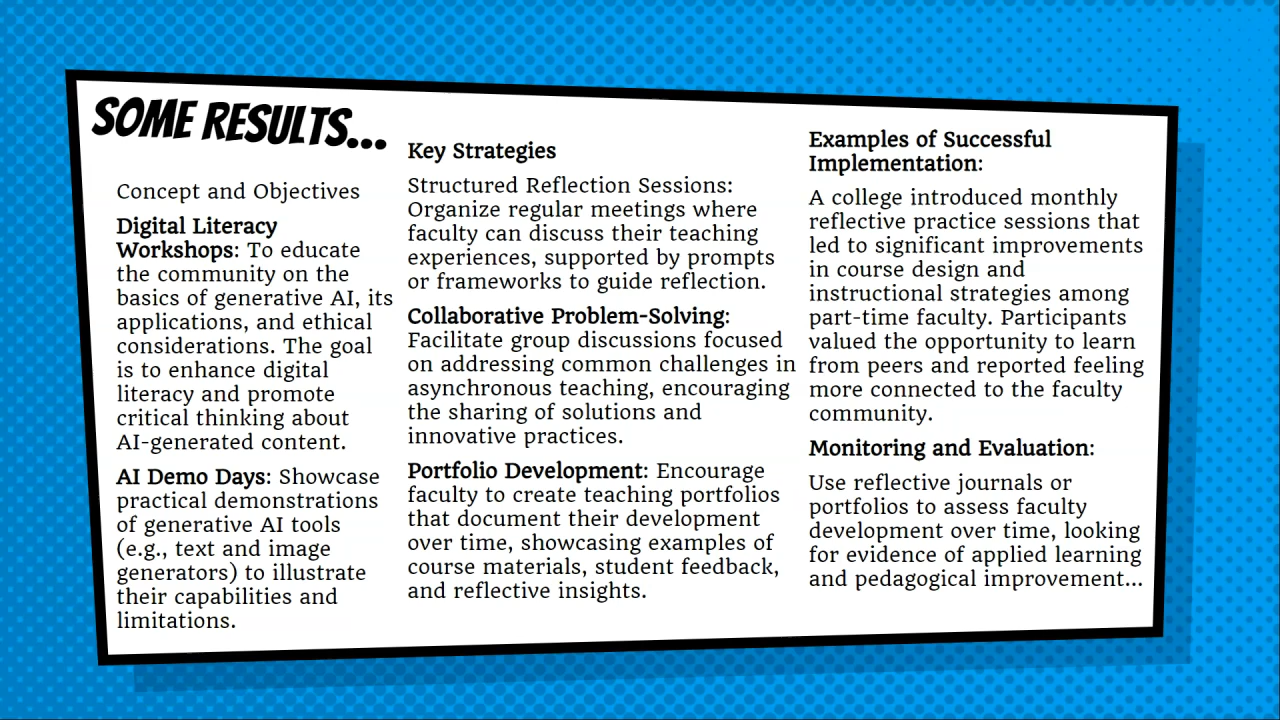 SOME RESULTS...
Concept and Objectives
Digital Literacy
Workshops: To educate
the community on the
basics of generative AI, its
applications, and ethical
considerations. The goal
is to enhance digital
literacy and promote
critical thinking about
AI-generated content.
AI Demo Days: Showcase
practical demonstrations
of generative AI tools
(e.g., text and image
generators) to illustrate
their capabilities and
limitations.
Key Strategies
Structured Reflection Sessions:
Organize regular meetings where
faculty can discuss their teaching
experiences, supported by prompts
or frameworks to guide reflection.
Collaborative Problem-Solving:
Facilitate group discussions focused
on addressing common challenges in
asynchronous teaching, encouraging
the sharing of solutions and
innovative practices.
Portfolio Development: Encourage
faculty to create teaching portfolios
that document their development
over time, showcasing examples of
course materials, student feedback,
and reflective insights.
Examples of Successful
Implementation:
A college introduced monthly
reflective practice sessions that
led to significant improvements
in course design and
instructional strategies among
part-time faculty. Participants
valued the opportunity to learn
from peers and reported feeling
more connected to the faculty
community.
Monitoring and Evaluation:
Use reflective journals or
portfolios to assess faculty
development over time, looking
for evidence of applied learning
and pedagogical improvement...